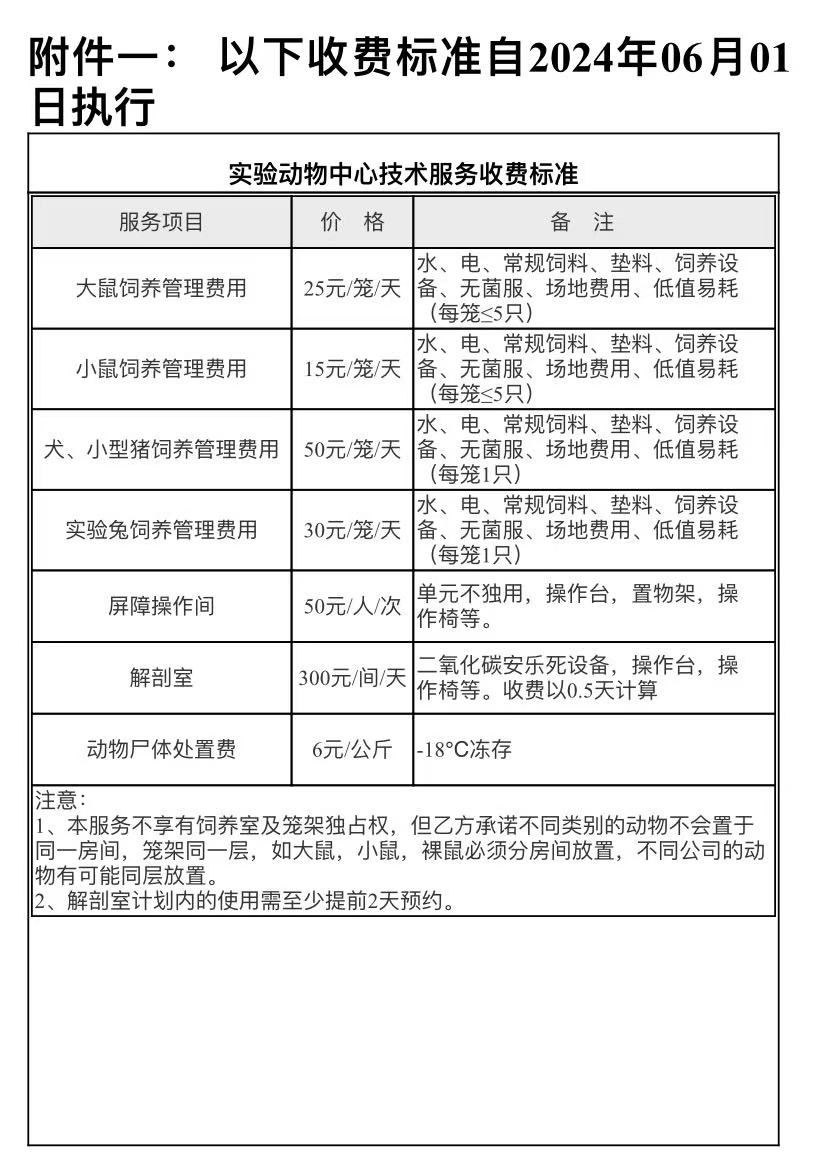 附件一： 以下收费标准自2024年06月01
日执行
实验动物中心技术服务收费标准
服务项目 价 格 备 注
大鼠饲养管理费用 25元/笼/天 水、电、常规饲料、垫料、饲养设
备、无菌服、场地费用、低值易耗
（每笼≤5只）
小鼠饲养管理费用 15元/笼/天 水、电、常规饲料、垫料、饲养设
备、无菌服、场地费用、低值易耗
（每笼≤5只）
犬、小型猪饲养管理费用 50元/笼/天 水、电、常规饲料、垫料、饲养设
备、无菌服、场地费用、低值易耗
（每笼1只）
实验兔饲养管理费用 30元/笼/天 水、电、常规饲料、垫料、饲养设
备、无菌服、场地费用、低值易耗
（每笼1只）
屏障操作间 50元/人/次 单元不独用，操作台，置物架，操
作椅等。
解剖室 300元/间/天 二氧化碳安乐死设备，操作台，操
作椅等。收费以0.5天计算
动物尸体处置费 6元/公斤 -18°C冻存
注意：
1、本服务不享有饲养室及笼架独占权，但乙方承诺不同类别的动物不会置于
同一房间，笼架同一层，如大鼠，小鼠，裸鼠必须分房间放置，不同公司的动
物有可能同层放置。
2、解剖室计划内的使用需至少提前2天预约。